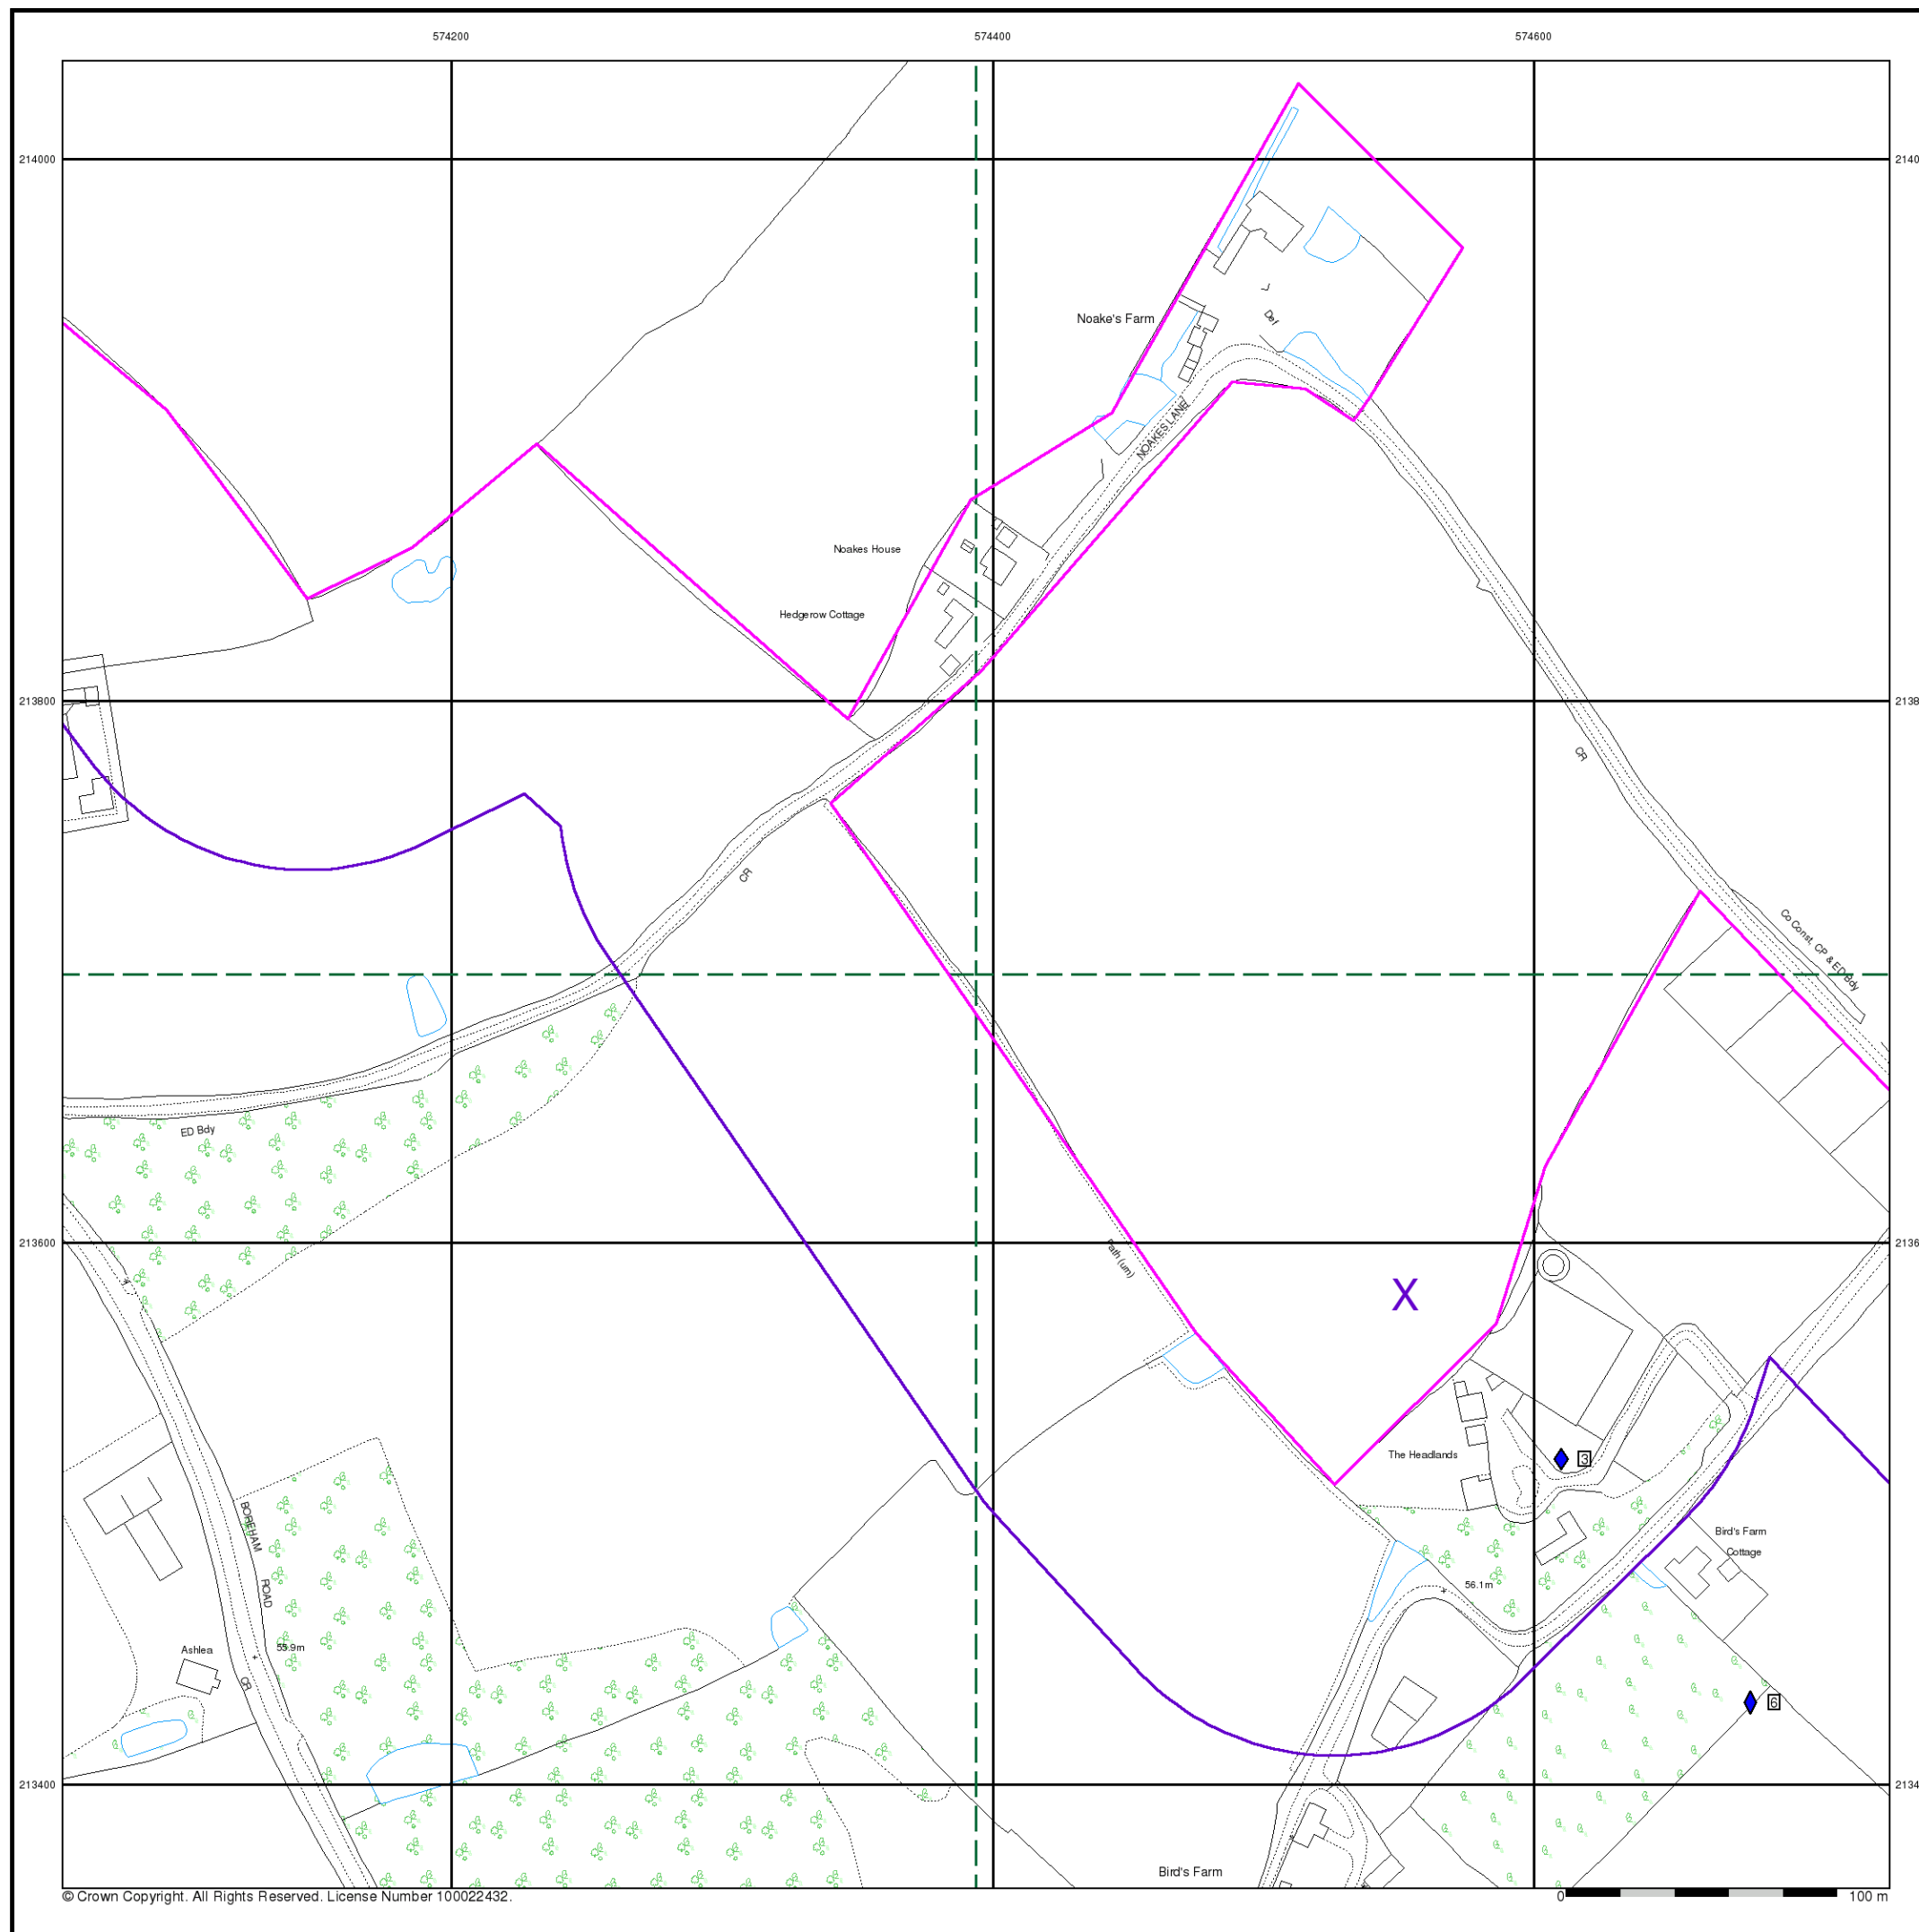 574200
574400
574600
214000
2140
Noake's Farm
Def
NOAKES LANE
Noakes House
Hedgerow Cottage
213800
2138
CR
CR
Co Const, CP & ED Bdy
ED Bdy
213600
2136
Path (um)
X
The Headlands
3
BOREHAM
ROAD
Bird's Farm
Cottage
56.1m
Ashlea
55.9m
CR
6
213400
2134
Bird's Farm
© Crown Copyright. All Rights Reserved. License Number 100022432.
0
100 m